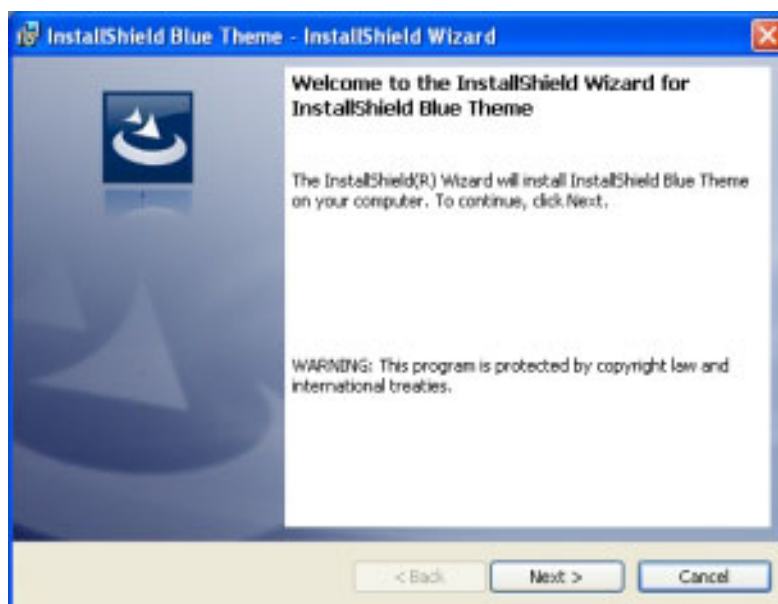 InstallShield Blue Theme - InstallShield Wizard
Welcome to the InstallShield Wizard for
InstallShield Blue Theme
The InstallShield(R) Wizard will install InstallShield Blue Theme
on your computer. To continue, click Next.
WARNING: This program is protected by copyright law and
international treaties.
< Back
Next >
Cancel